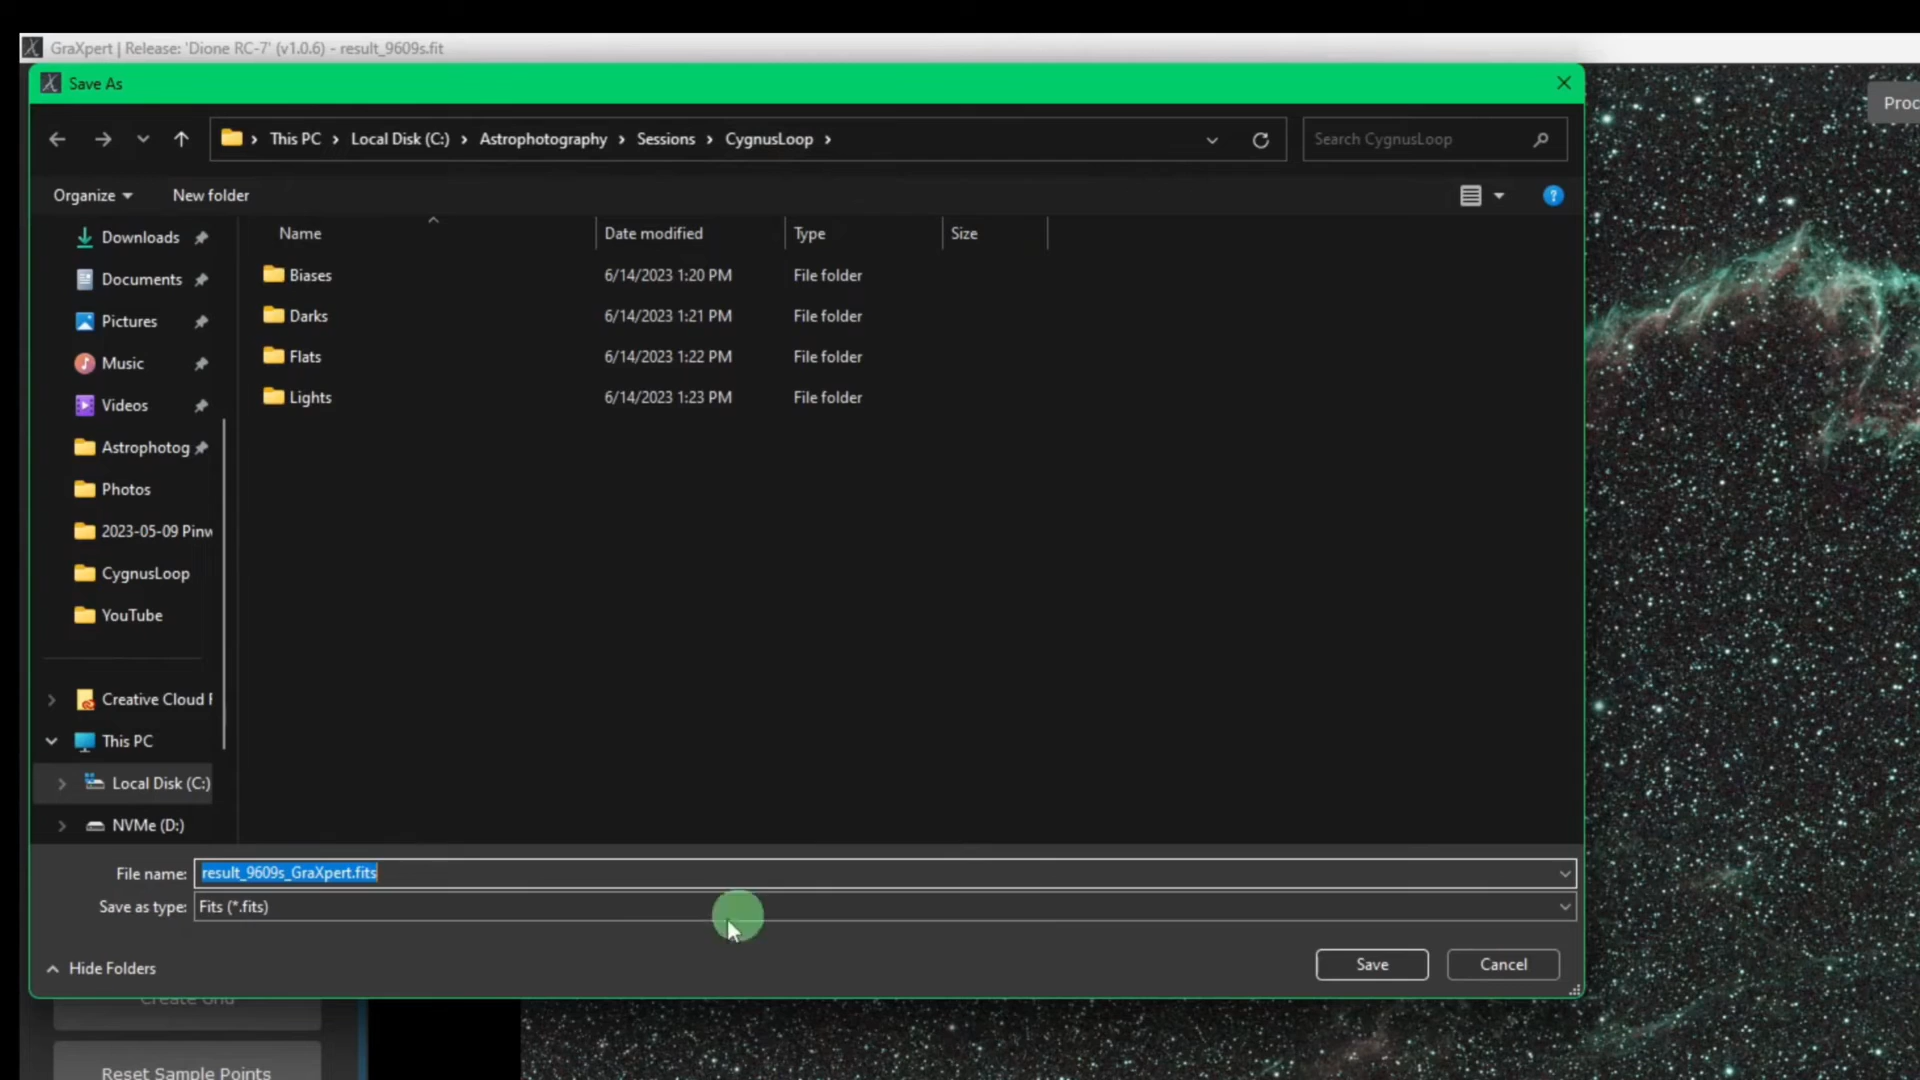 GraXpert | Release: 'Dione RC-7' (v1.0.6) - result_9609s.fit
Save As
This PC > Local Disk (C:) > Astrophotography > Sessions > CygnusLoop >
Search CygnusLoop
Proc
Organize
New folder
Name
Date modified
Type
Size
Downloads
Documents
Pictures
Music
Videos
Astrophotog
Photos
2023-05-09 Pinw
CygnusLoop
YouTube
Creative Cloud F
This PC
Local Disk (C:)
NVMe (D:)
Biases 6/14/2023 1:20 PM File folder
Darks 6/14/2023 1:21 PM File folder
Flats 6/14/2023 1:22 PM File folder
Lights 6/14/2023 1:23 PM File folder
File name: result_9609s_GraXpert.fits
Save as type: Fits (*.fits)
Hide Folders
Save
Cancel
Create Grid
Reset Sample Points